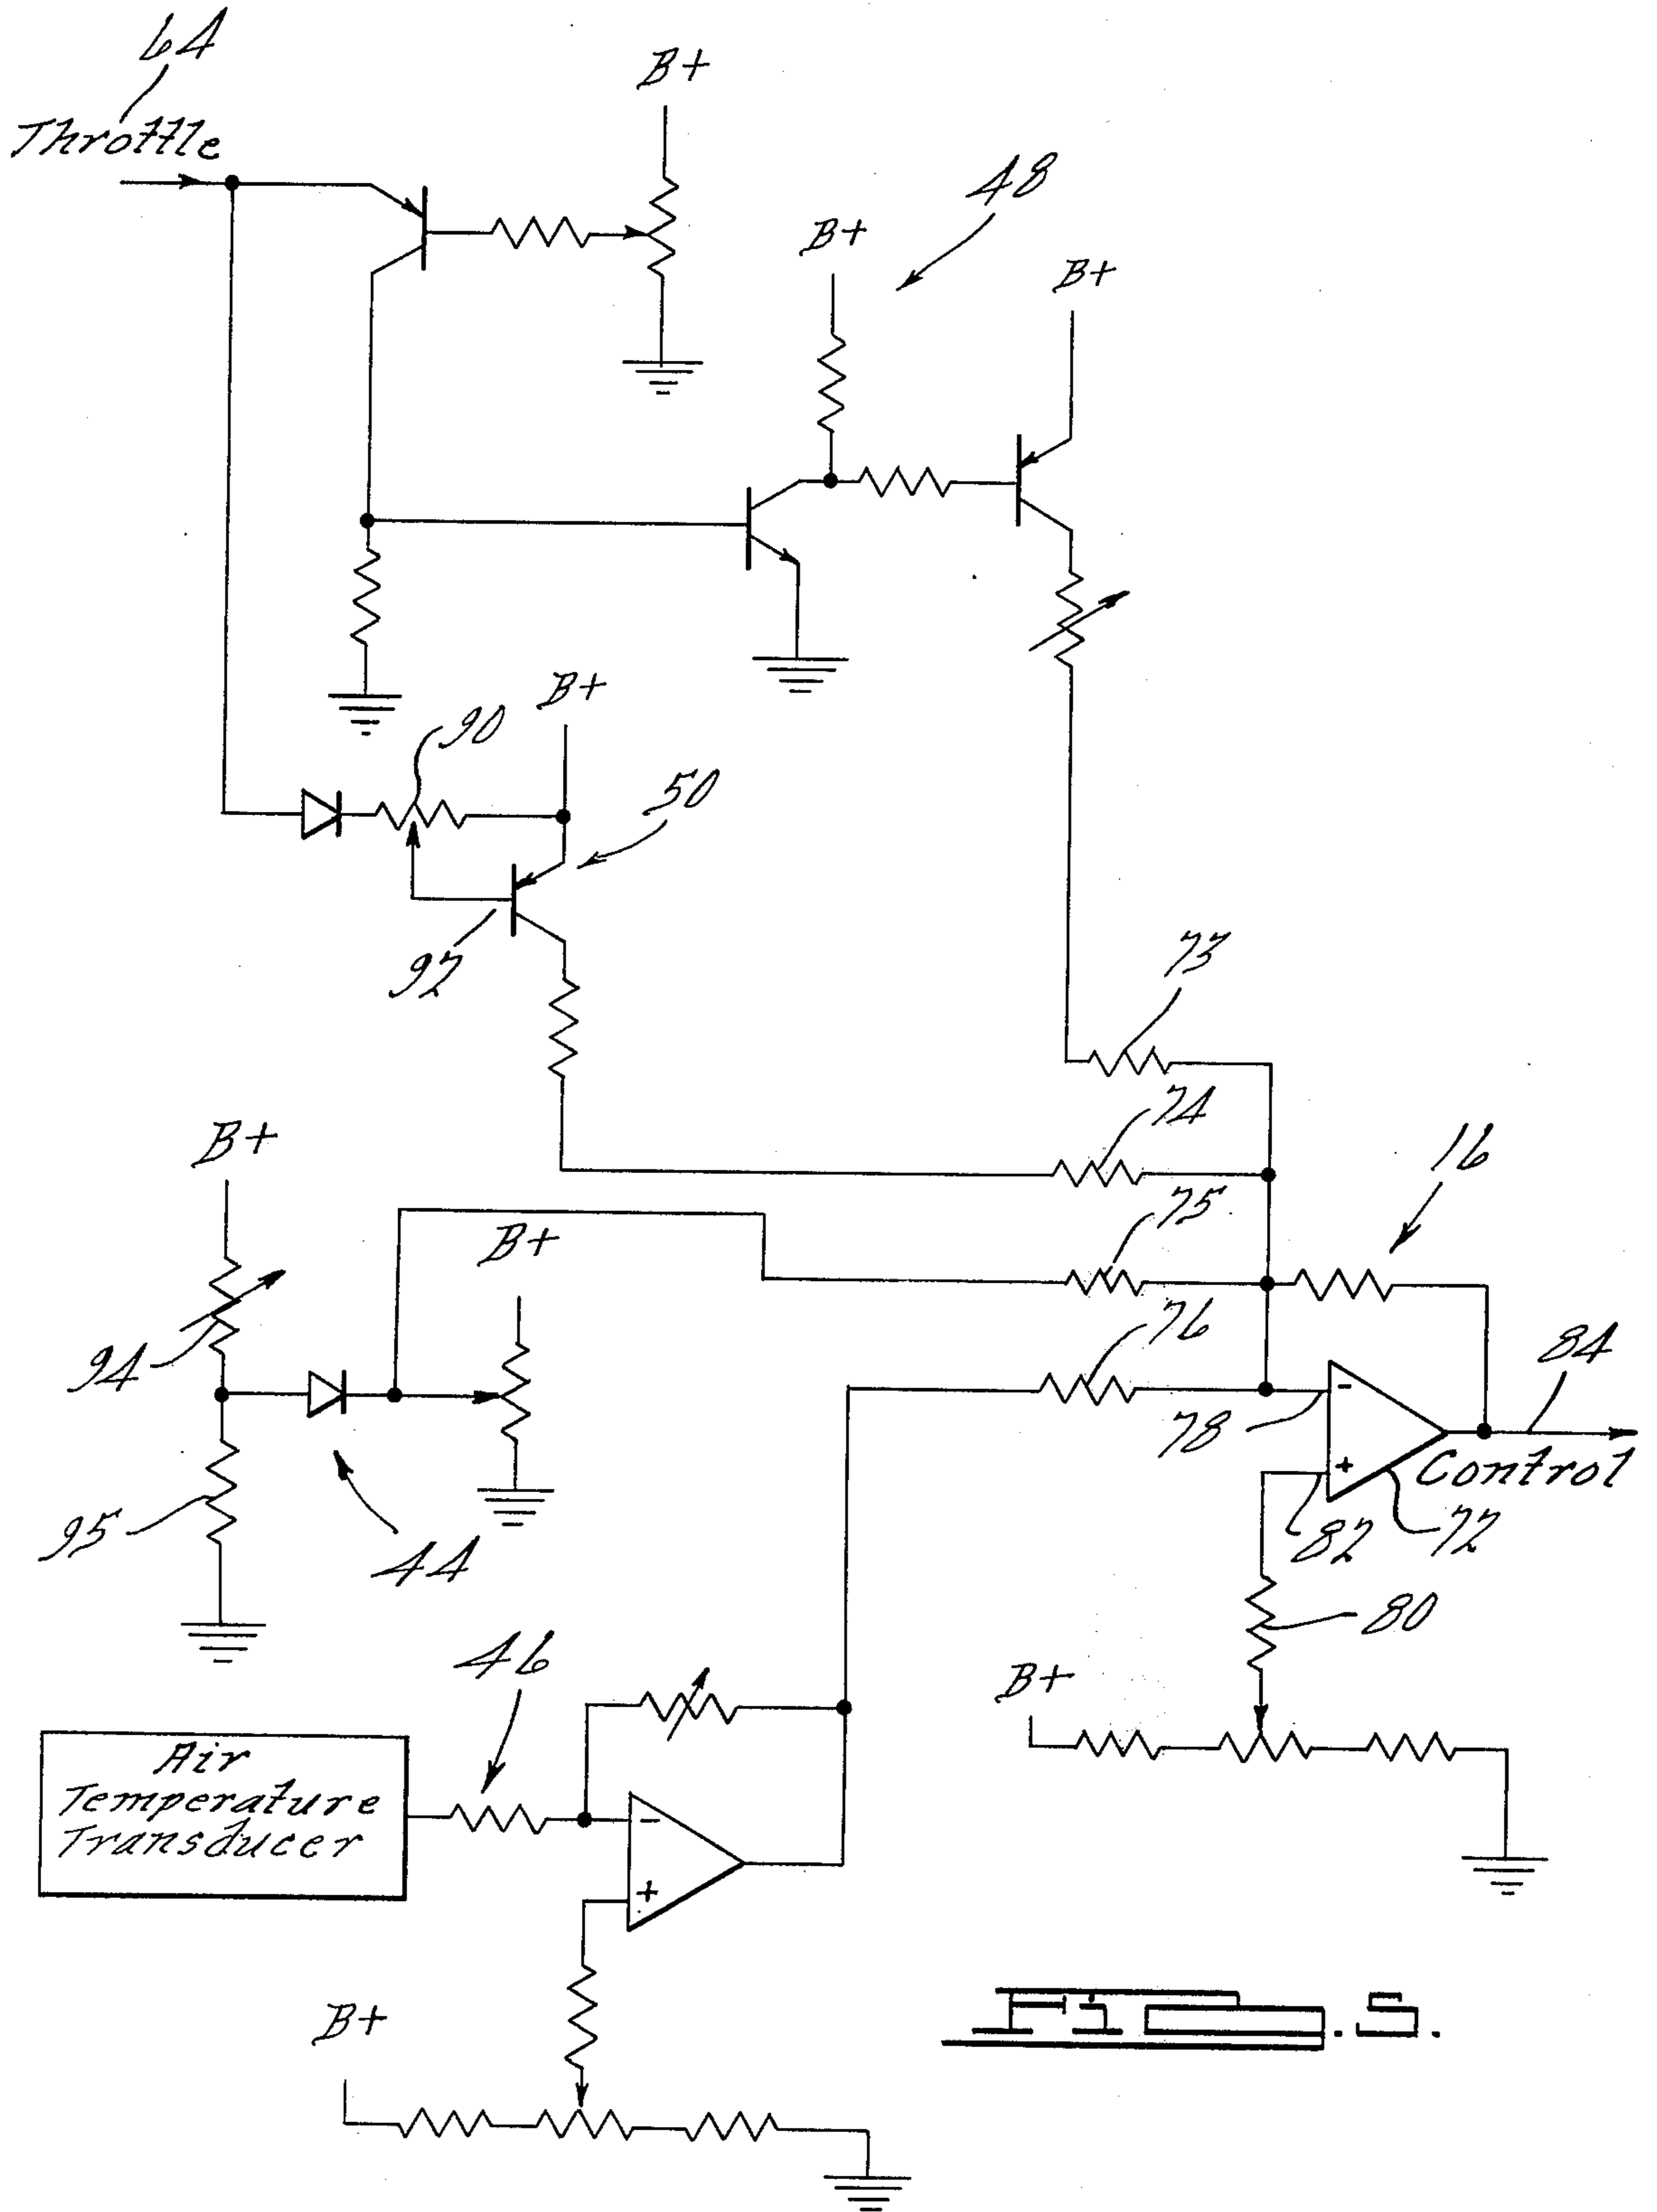 64
B+
Throttle
48
B+
B+
B+
90
50
92
73
74
B+
16
75
B+
76
84
94
-
78
+
Control
95
82
72
44
80
46
B+
Air
Temperature
Transducer
-
+
B+
FIG. 5.